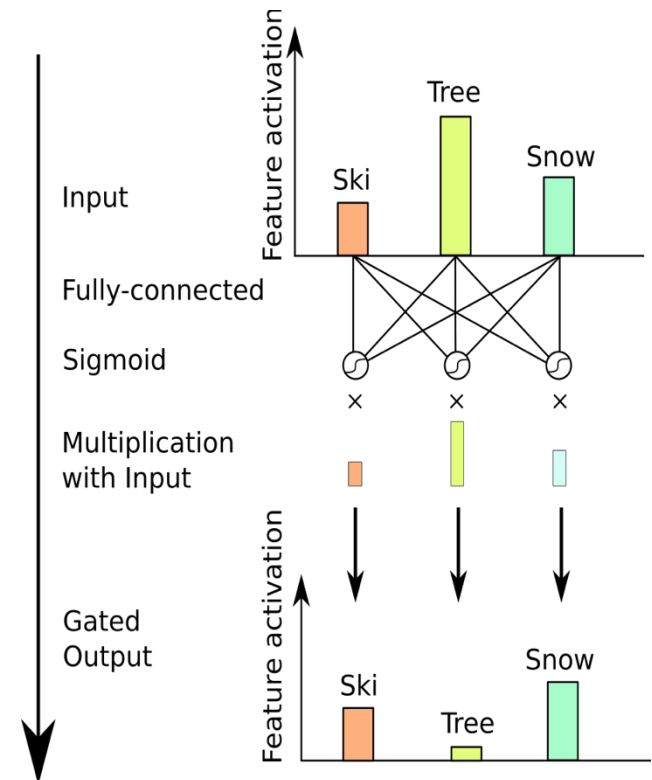 Feature activation
Tree
Snow
Ski
Input
Fully-connected
Sigmoid
× × ×
Multiplication
with Input
Feature activation
Gated
Output
Snow
Ski
Tree